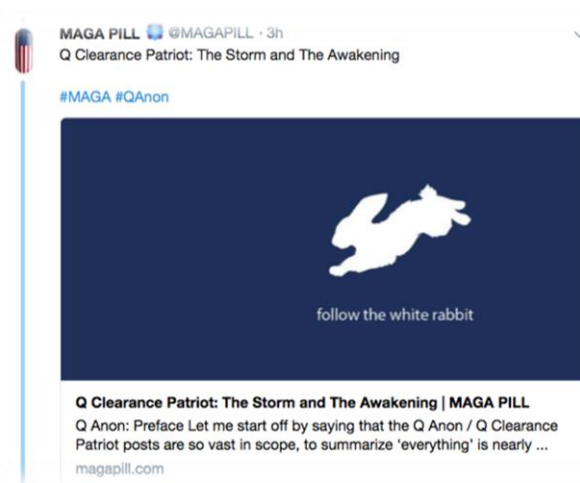 MAGA PILL @MAGAPILL · 3h
Q Clearance Patriot: The Storm and The Awakening
#MAGA #QAnon
follow the white rabbit
Q Clearance Patriot: The Storm and The Awakening | MAGA PILL
Q Anon: Preface Let me start off by saying that the Q Anon / Q Clearance
Patriot posts are so vast in scope, to summarize 'everything' is nearly ...
magapill.com